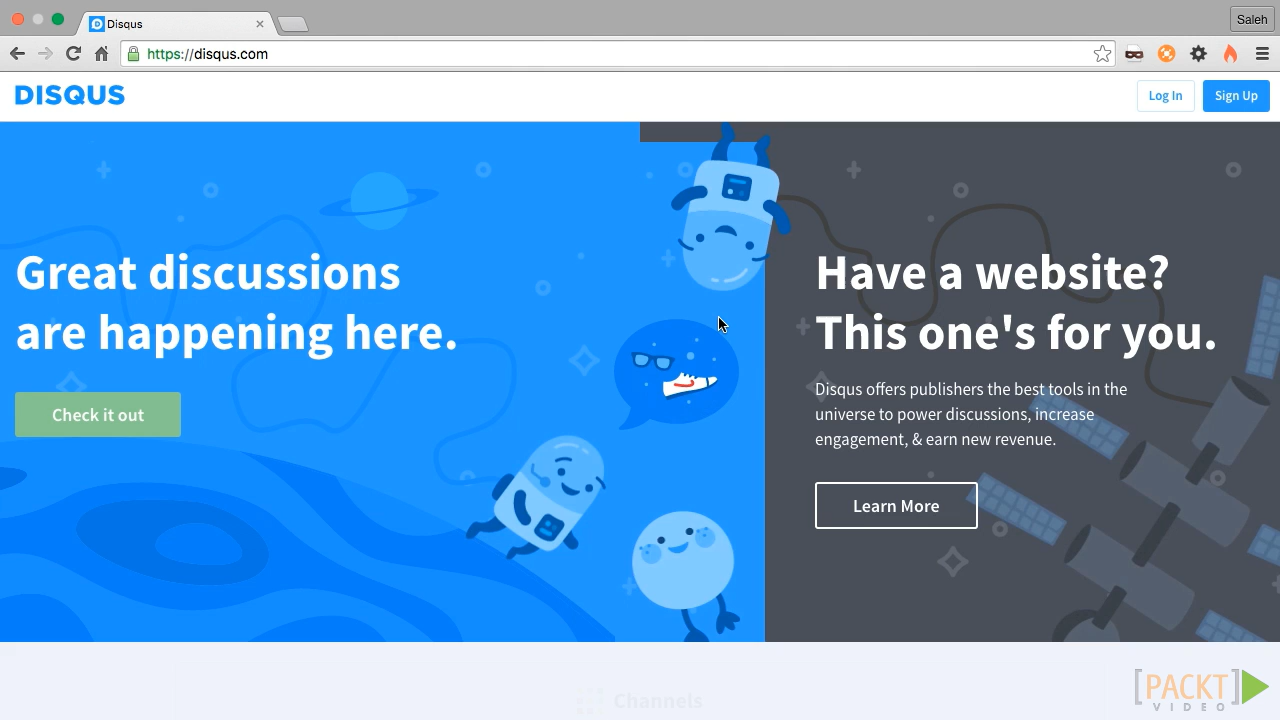 Disqus
Saleh
https://disqus.com
DISQUS
Log In
Sign Up
Great discussions
are happening here.
Check it out
Have a website?
This one's for you.
Disqus offers publishers the best tools in the
universe to power discussions, increase
engagement, & earn new revenue.
Learn More
Channels
[PACKT]
VIDEO